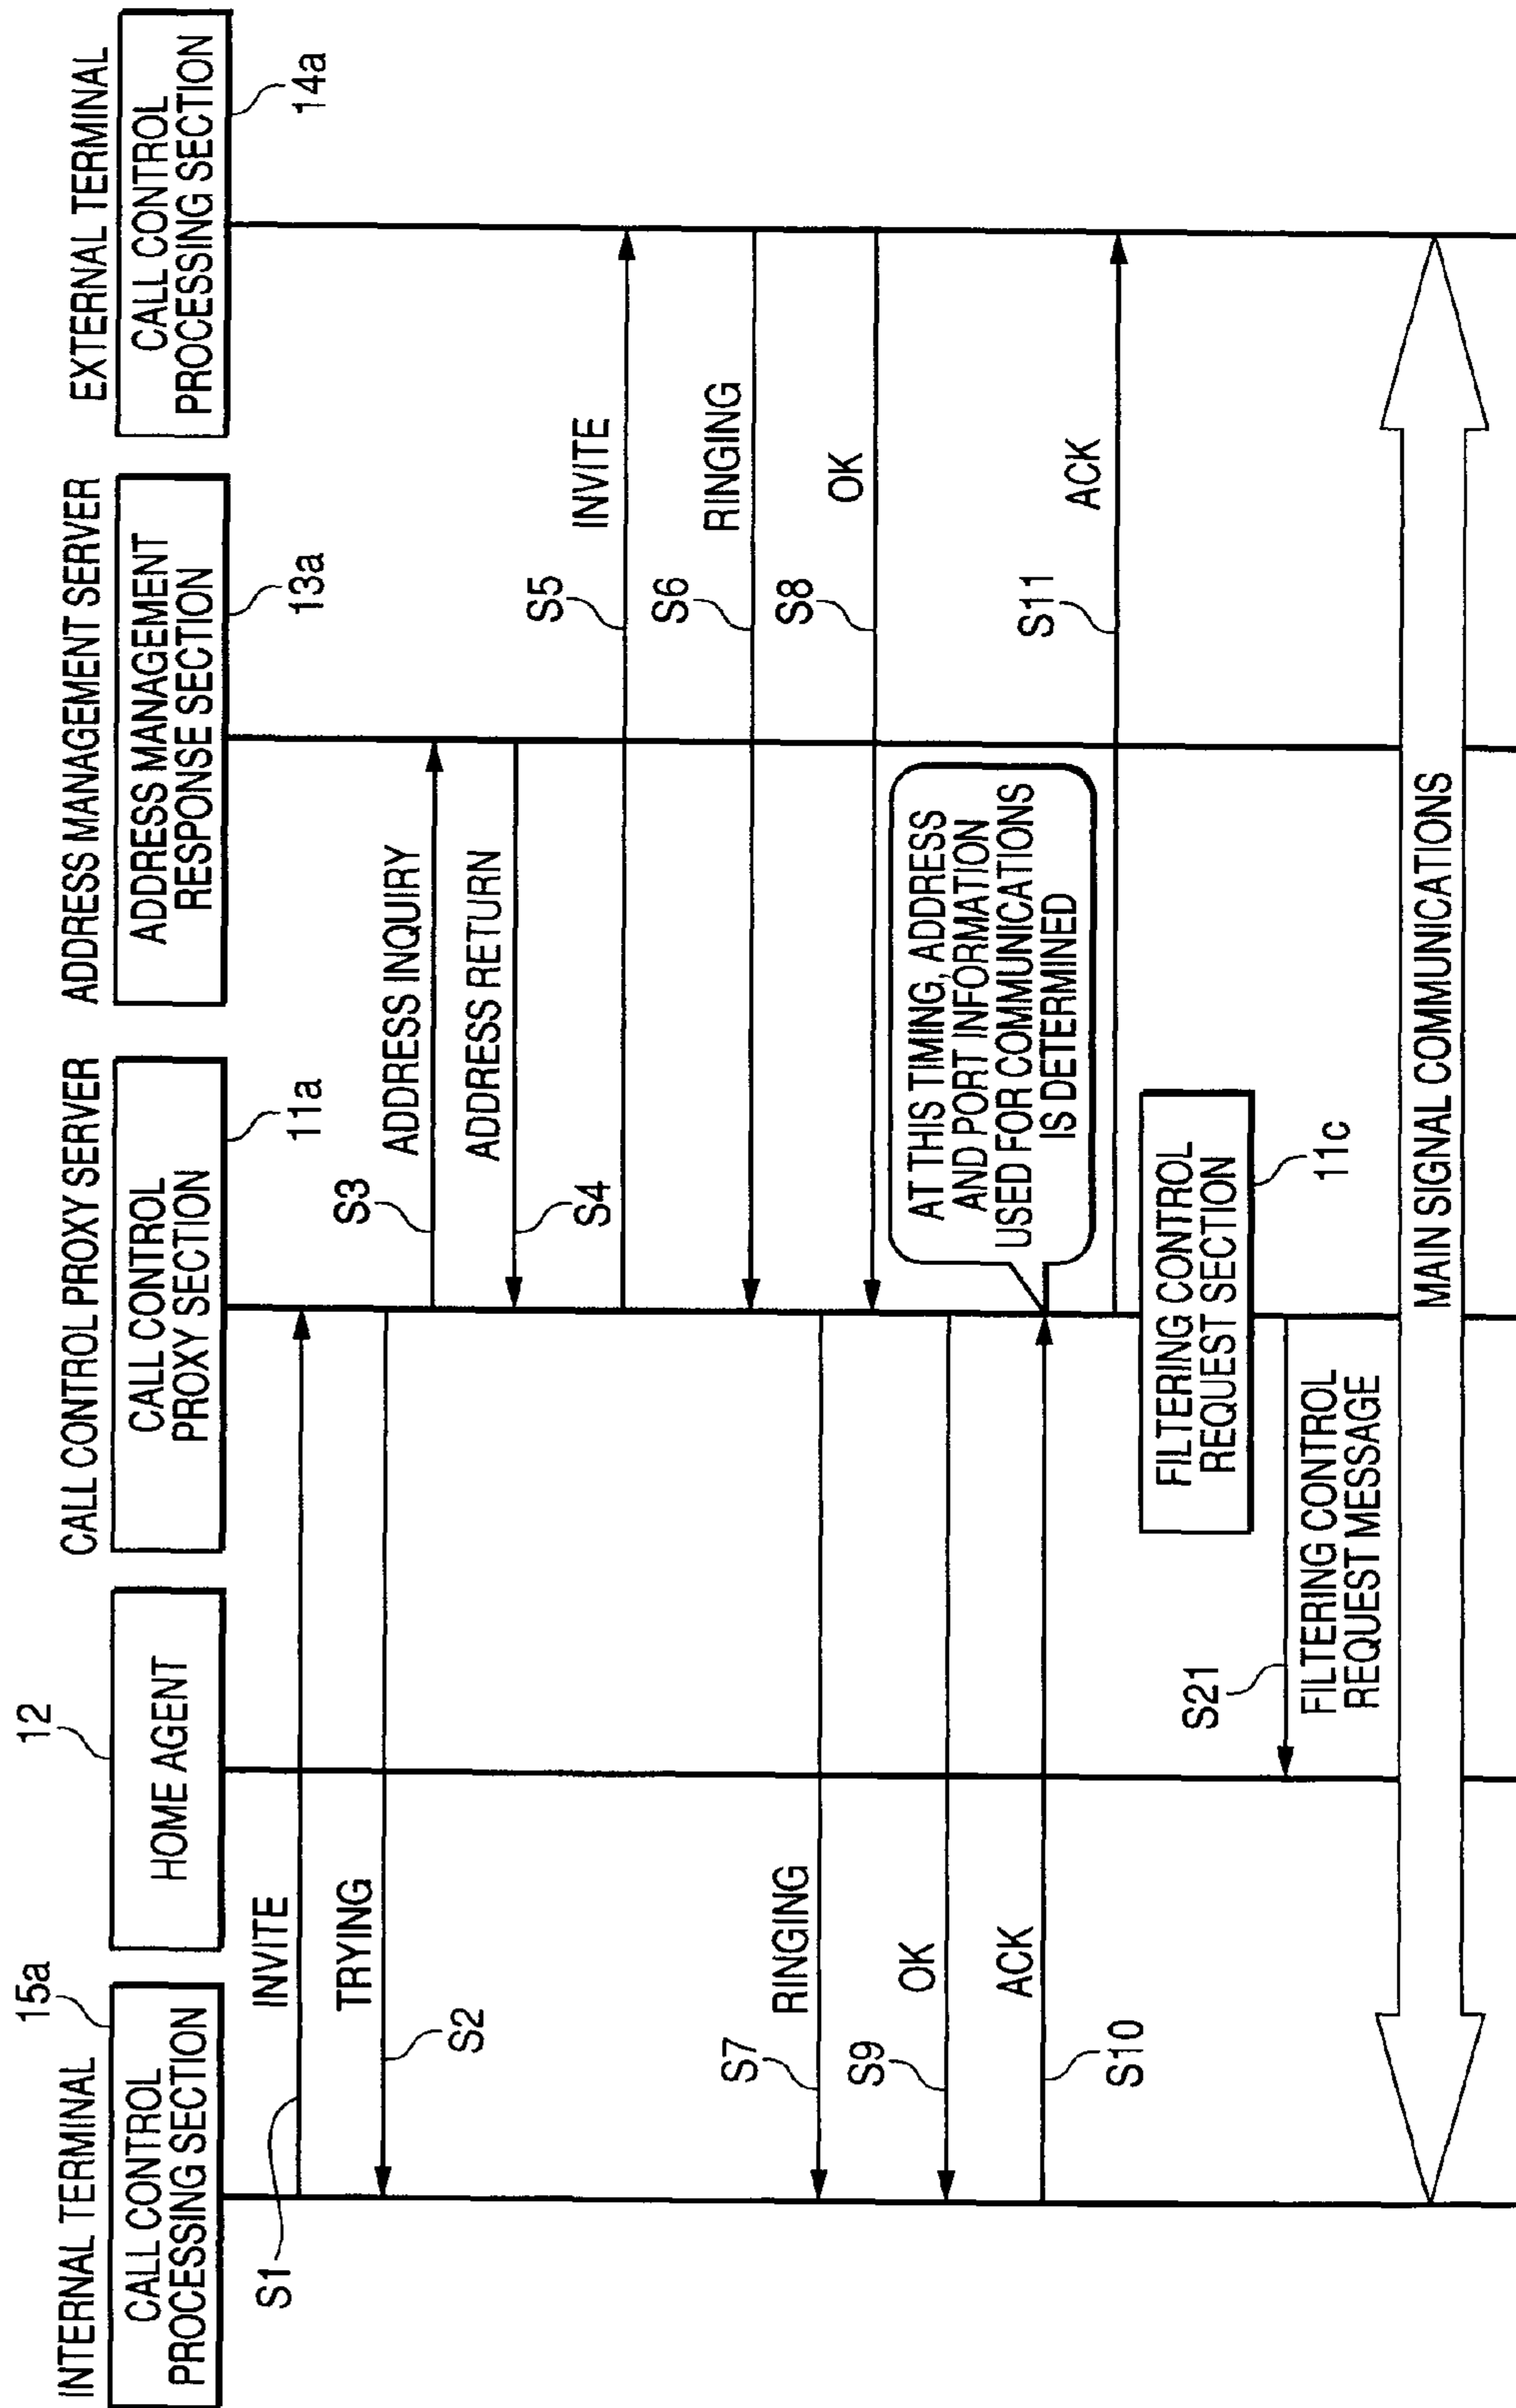 INTERNAL TERMINAL
15a
CALL CONTROL
PROCESSING SECTION
12
HOME AGENT
CALL CONTROL PROXY SERVER
CALL CONTROL
PROXY SECTION
11a
ADDRESS MANAGEMENT SERVER
ADDRESS MANAGEMENT
RESPONSE SECTION
13a
EXTERNAL TERMINAL
CALL CONTROL
PROCESSING SECTION
14a
S1
INVITE
TRYING
S2
S3
ADDRESS INQUIRY
ADDRESS RETURN
S4
S5
INVITE
S6
RINGING
S7
RINGING
S8
OK
S9
OK
AT THIS TIMING, ADDRESS
AND PORT INFORMATION
USED FOR COMMUNICATIONS
IS DETERMINED
ACK
S10
S11
ACK
FILTERING CONTROL
REQUEST SECTION
11c
S21
FILTERING CONTROL
REQUEST MESSAGE
MAIN SIGNAL COMMUNICATIONS